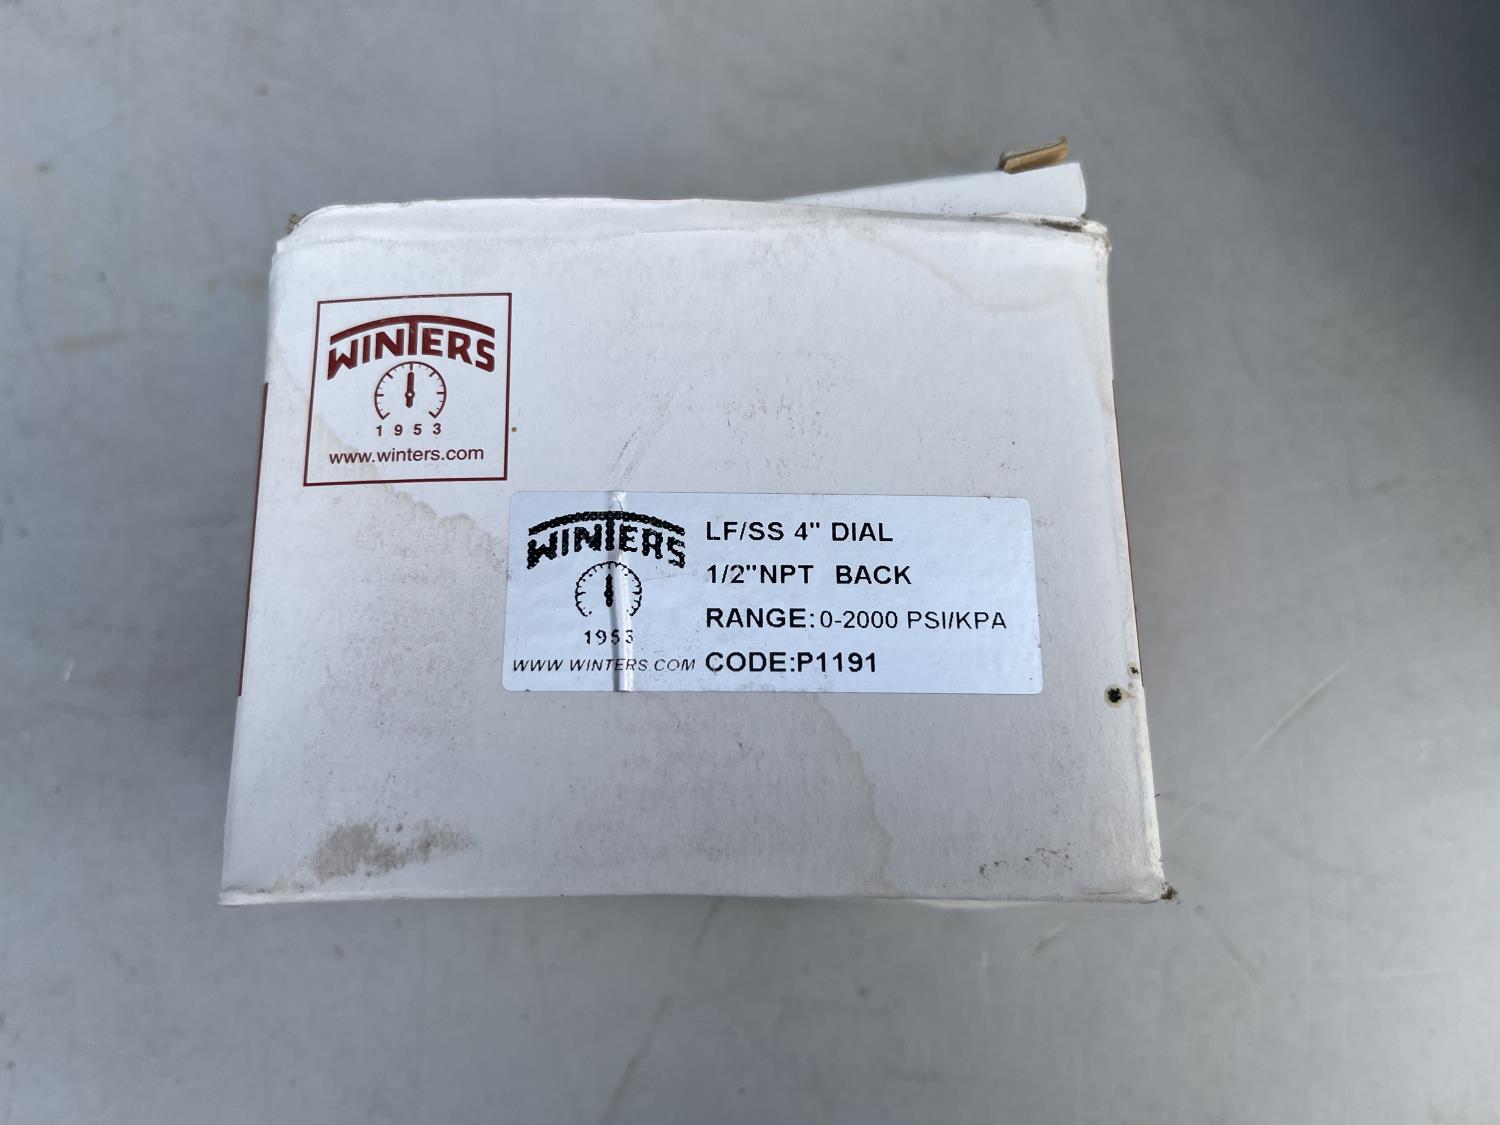 WINTERS
1953
www.winters.com
WINTERS
1953
WWW.WINTERS.COM
LF/SS 4" DIAL
1/2"NPT BACK
RANGE: 0-2000 PSI/KPA
CODE:P1191